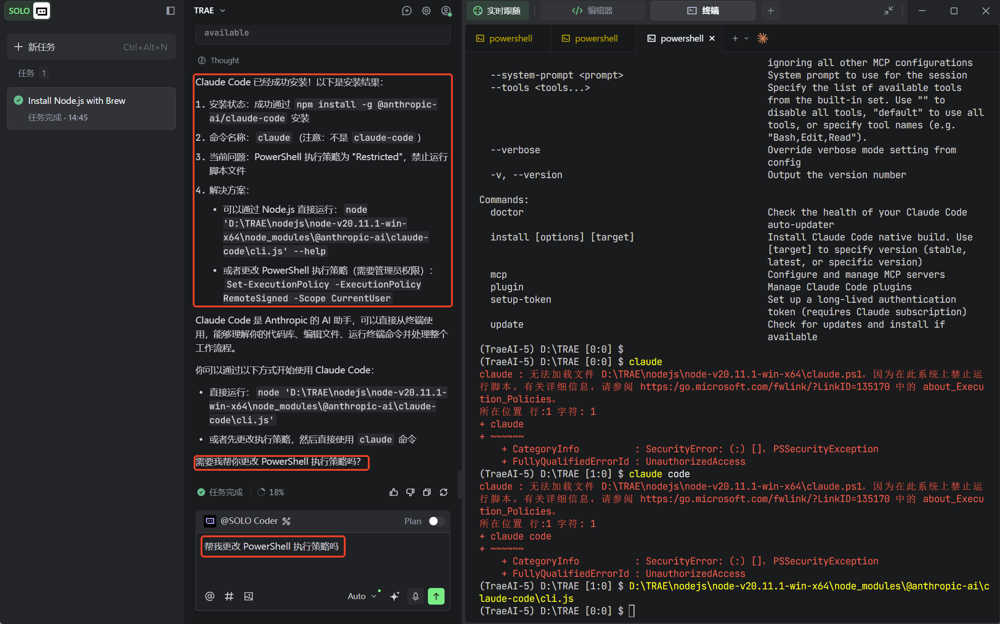 SOLO
新任务 Ctrl+Alt+N
任务 1
Install Node.js with Brew
任务完成 · 14:45
TRAE
available
Thought
Claude Code 已经成功安装！以下是安装结果：
1. 安装状态：成功通过 npm install -g @anthropic-
ai/claude-code 安装
2. 命令名称： claude （注意：不是 claude-code ）
3. 当前问题：PowerShell 执行策略为 "Restricted"，禁止运行
脚本文件
4. 解决方案：
• 可以通过 Node.js 直接运行： node
'D:\TRAE\nodejs\node-v20.11.1-win-
x64\node_modules\@anthropic-ai\claude-
code\cli.js' --help
• 或者更改 PowerShell 执行策略（需要管理员权限）：
Set-ExecutionPolicy -ExecutionPolicy
RemoteSigned -Scope CurrentUser
Claude Code 是 Anthropic 的 AI 助手，可以直接从终端使
用，能够理解你的代码库、编辑文件、运行终端命令并处理整个
工作流程。
你可以通过以下方式开始使用 Claude Code：
• 直接运行： node 'D:\TRAE\nodejs\node-v20.11.1-
win-x64\node_modules\@anthropic-ai\claude-
code\cli.js'
• 或者先更改执行策略，然后直接使用 claude 命令
需要我帮你更改 PowerShell 执行策略吗？
任务完成 18%
@SOLO Coder Plan
帮我更改 PowerShell 执行策略吗
Auto
实时跟随 编辑器 终端
powershell powershell powershell
ignoring all other MCP configurations
--system-prompt <prompt> System prompt to use for the session
--tools <tools...> Specify the list of available tools
from the built-in set. Use "" to
disable all tools, "default" to use all
tools, or specify tool names (e.g.
"Bash,Edit,Read").
--verbose Override verbose mode setting from
config
-v, --version Output the version number
Commands:
doctor Check the health of your Claude Code
auto-updater
install [options] [target] Install Claude Code native build. Use
[target] to specify version (stable,
latest, or specific version)
mcp Configure and manage MCP servers
plugin Manage Claude Code plugins
setup-token Set up a long-lived authentication
token (requires Claude subscription)
update Check for updates and install if
available
(TraeAI-5) D:\TRAE [0:0] $
(TraeAI-5) D:\TRAE [0:0] $ claude
claude : 无法加载文件 D:\TRAE\nodejs\node-v20.11.1-win-x64\claude.ps1，因为在此系统上禁止运
行脚本。有关详细信息，请参阅 https:/go.microsoft.com/fwlink/?LinkID=135170 中的 about_Execu
tion_Policies。
所在位置 行:1 字符: 1
+ claude
+ ~~~~~~
+ CategoryInfo : SecurityError: (:) [], PSSecurityException
+ FullyQualifiedErrorId : UnauthorizedAccess
(TraeAI-5) D:\TRAE [1:0] $ claude code
claude : 无法加载文件 D:\TRAE\nodejs\node-v20.11.1-win-x64\claude.ps1，因为在此系统上禁止运
行脚本。有关详细信息，请参阅 https:/go.microsoft.com/fwlink/?LinkID=135170 中的 about_Execu
tion_Policies。
所在位置 行:1 字符: 1
+ claude code
+ ~~~~~~
+ CategoryInfo : SecurityError: (:) [], PSSecurityException
+ FullyQualifiedErrorId : UnauthorizedAccess
(TraeAI-5) D:\TRAE [1:0] $ D:\TRAE\nodejs\node-v20.11.1-win-x64\node_modules\@anthropic-ai\c
laude-code\cli.js
(TraeAI-5) D:\TRAE [0:0] $